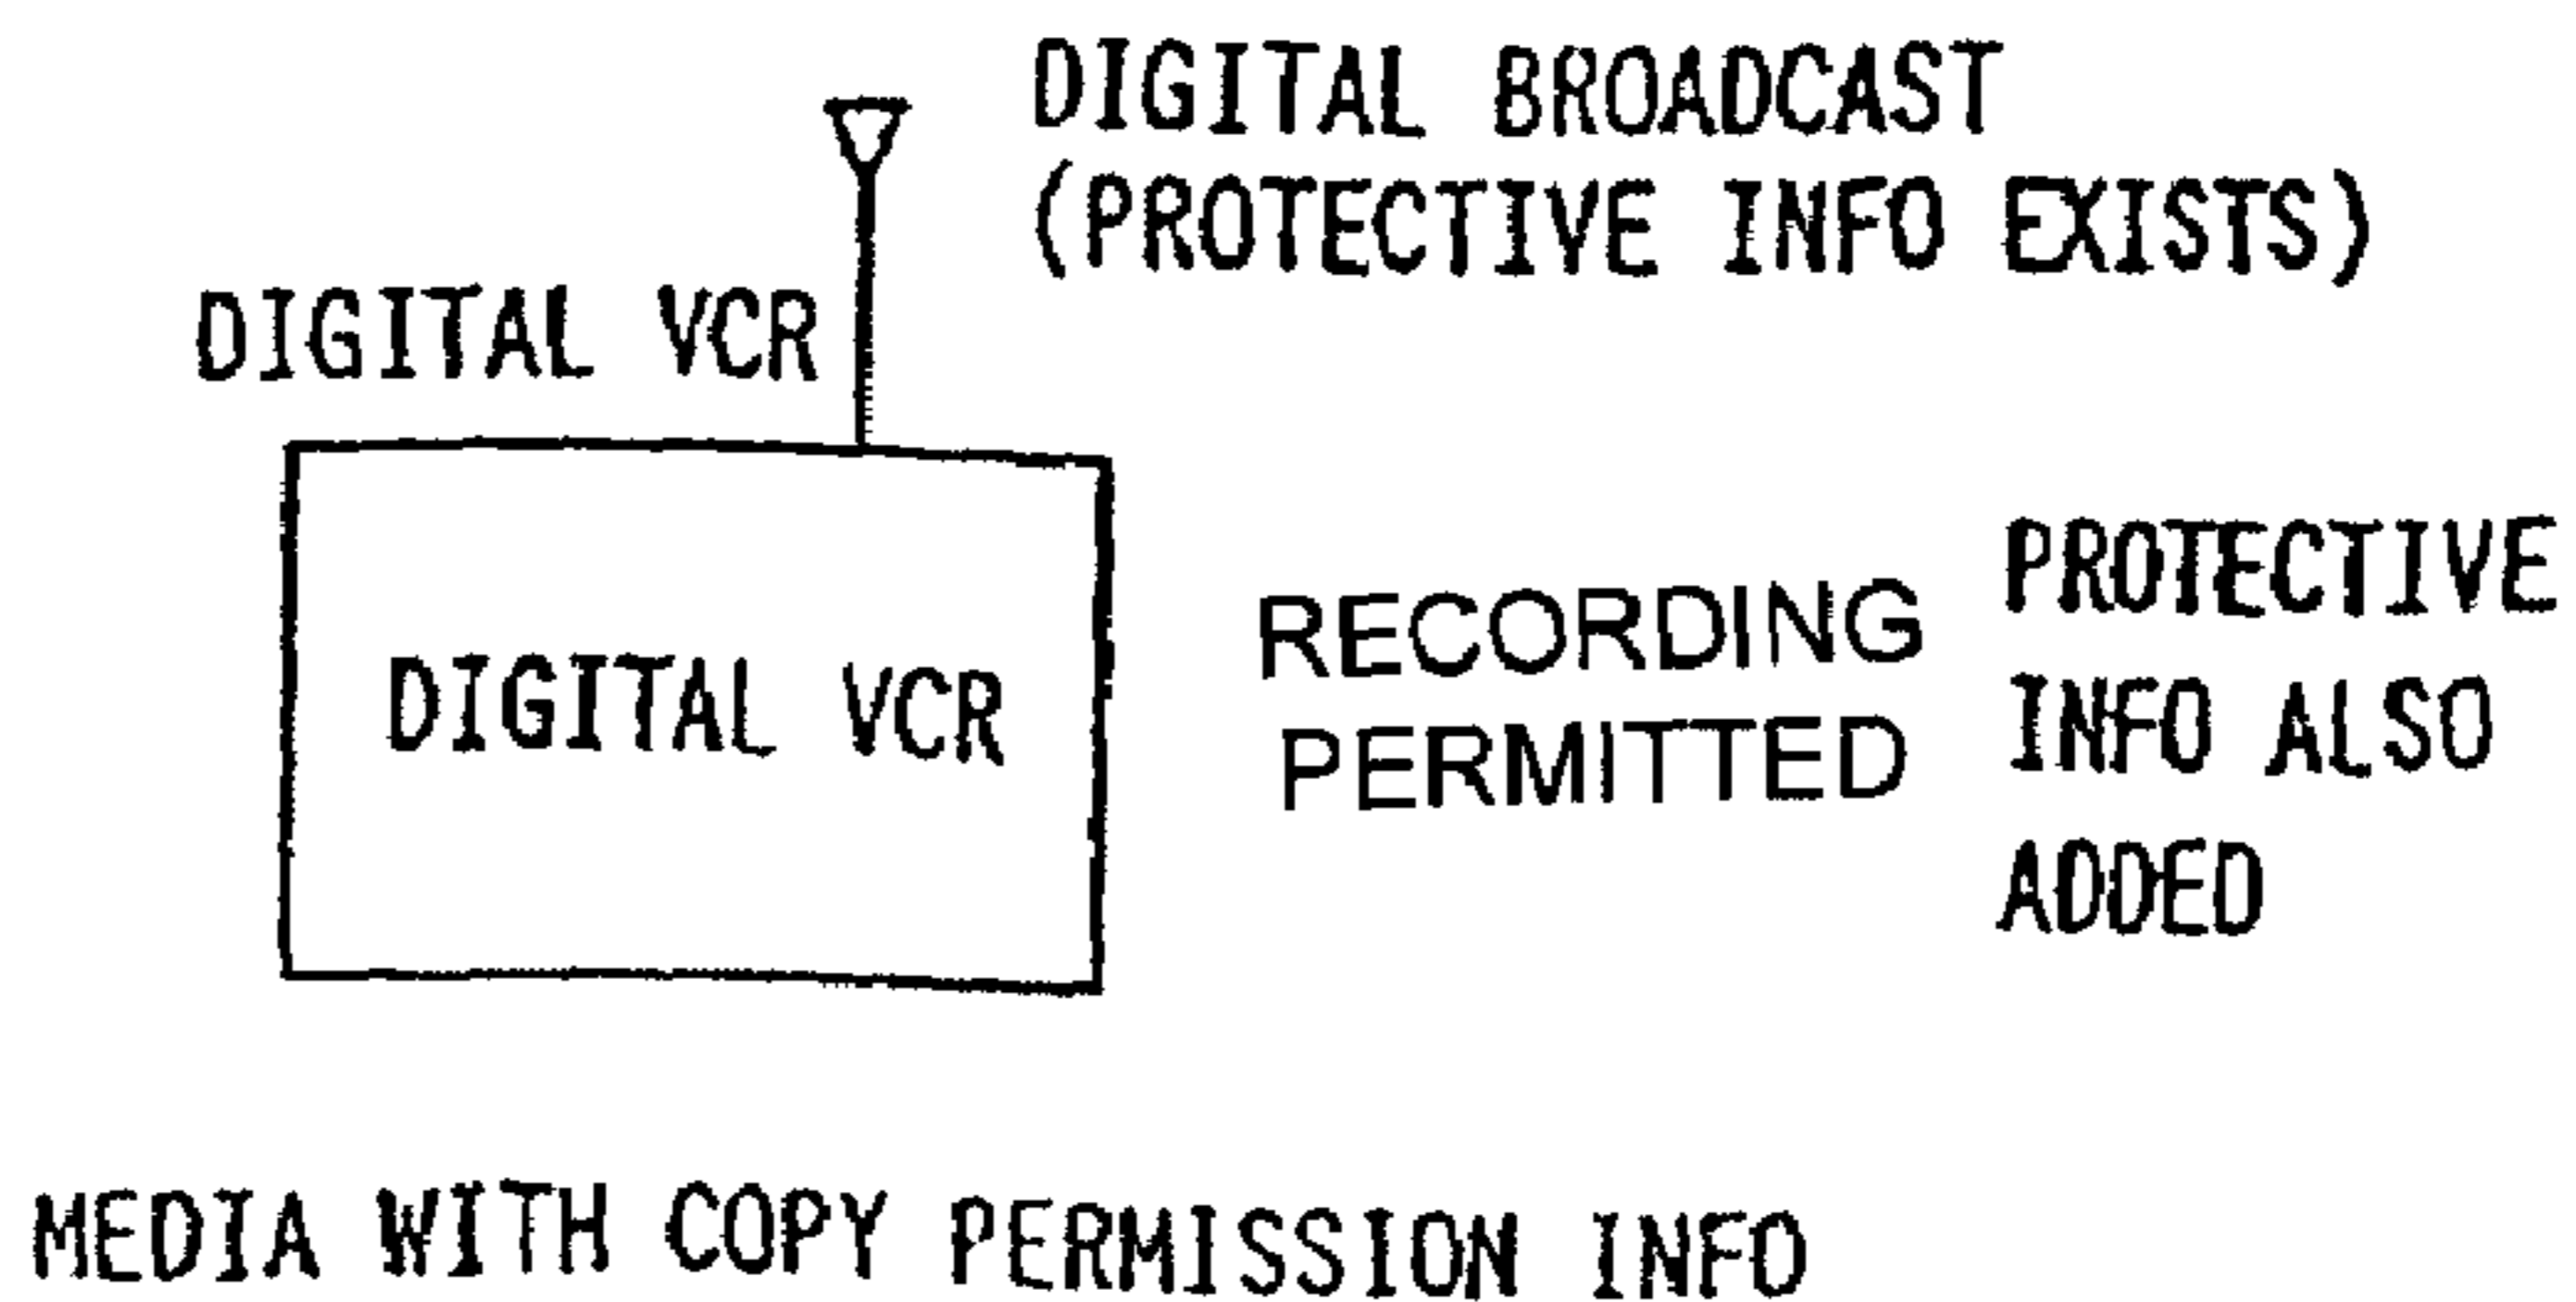 DIGITAL BROADCAST
(PROTECTIVE INFO EXISTS)
DIGITAL VCR
DIGITAL VCR
RECORDING
PERMITTED
PROTECTIVE
INFO ALSO
ADDED
MEDIA WITH COPY PERMISSION INFO